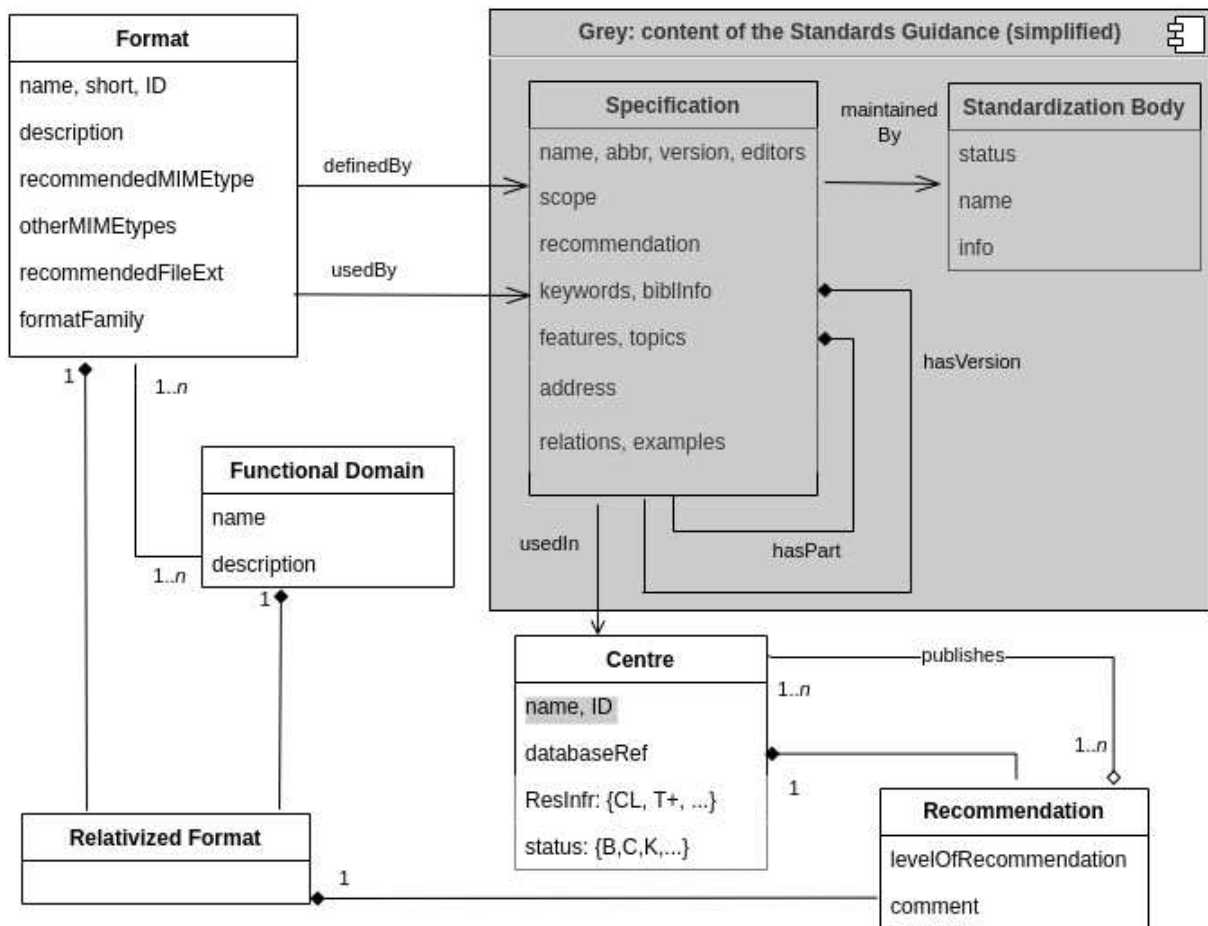 Format
name, short, ID
description
recommendedMIMEtype
otherMIMEtypes
recommendedFileExt
formatFamily
definedBy
usedBy
Grey: content of the Standards Guidance (simplified)
Specification
name, abbr, version, editors
scope
recommendation
keywords, biblInfo
features, topics
address
relations, examples
maintained
By
Standardization Body
status
name
info
hasVersion
hasPart
usedIn
1
1..n
Functional Domain
name
description
1..n
1
Centre
name, ID
databaseRef
ResInfr: {CL, T+, ...}
status: {B,C,K,...}
publishes
1..n
1..n
1
Relativized Format
1
Recommendation
levelOfRecommendation
comment